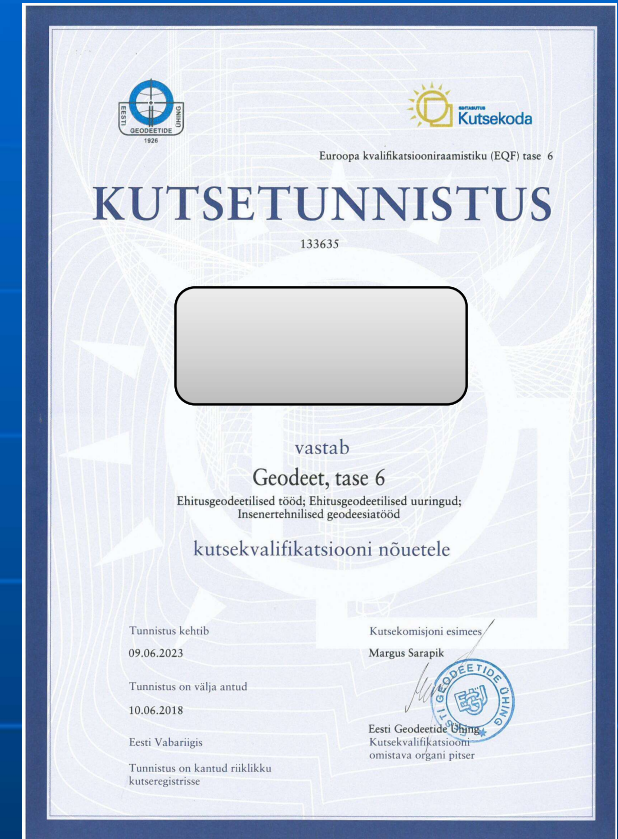 EESTI GEODEETIDE ÜHING
1926
SIHTASUTUS
Kutsekoda
Euroopa kvalifikatsiooniraamistiku (EQF) tase 6
KUTSETUNNISTUS
133635
vastab
Geodeet, tase 6
Ehitusgeodeetilised tööd; Ehitusgeodeetilised uuringud;
Insenertehnilised geodeesiatööd
kutsekvalifikatsiooni nõuetele
Tunnistus kehtib
09.06.2023
Tunnistus on välja antud
10.06.2018
Eesti Vabariigis
Tunnistus on kantud riiklikku
kutseregistrisse
Kutsekomisjoni esimees
Margus Sarapik
EESTI GEODEETIDE ÜHING
EGÜ
Eesti Geodeetide Ühing
Kutsekvalifikatsiooni
omistava organi pitser